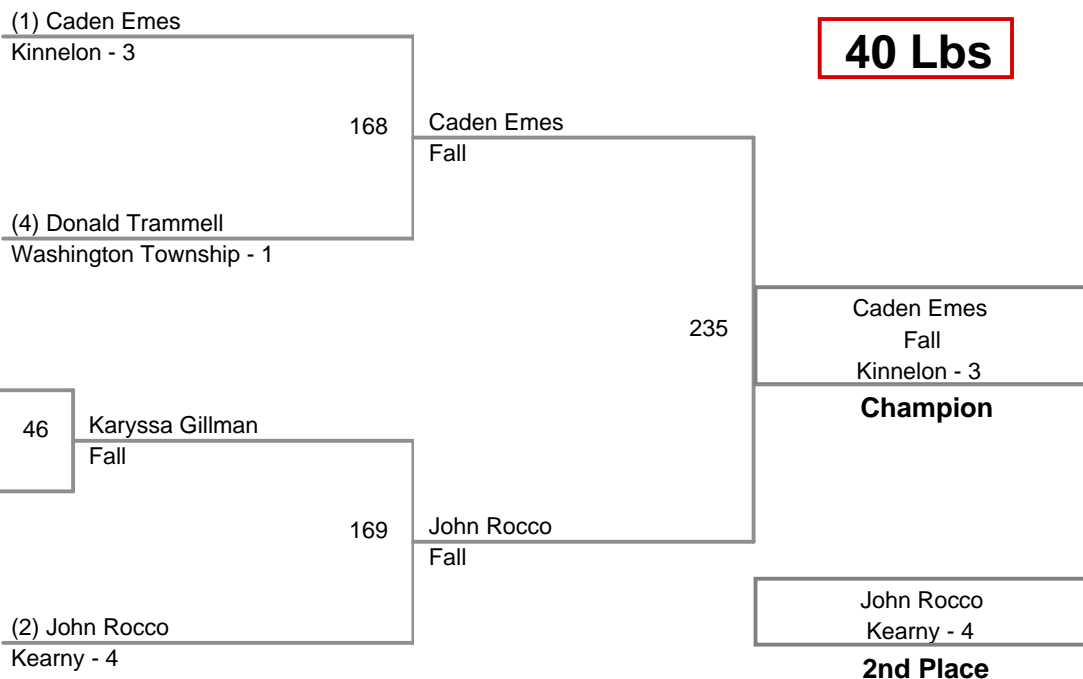 (1) Caden Emes
Kinnelon - 3
40 Lbs
168
Caden Emes
Fall
(4) Donald Trammell
Washington Township - 1
235
Caden Emes
Fall
Kinnelon - 3
Champion
46
Karyssa Gillman
Fall
169
John Rocco
Fall
(2) John Rocco
Kearny - 4
John Rocco
Kearny - 4
2nd Place